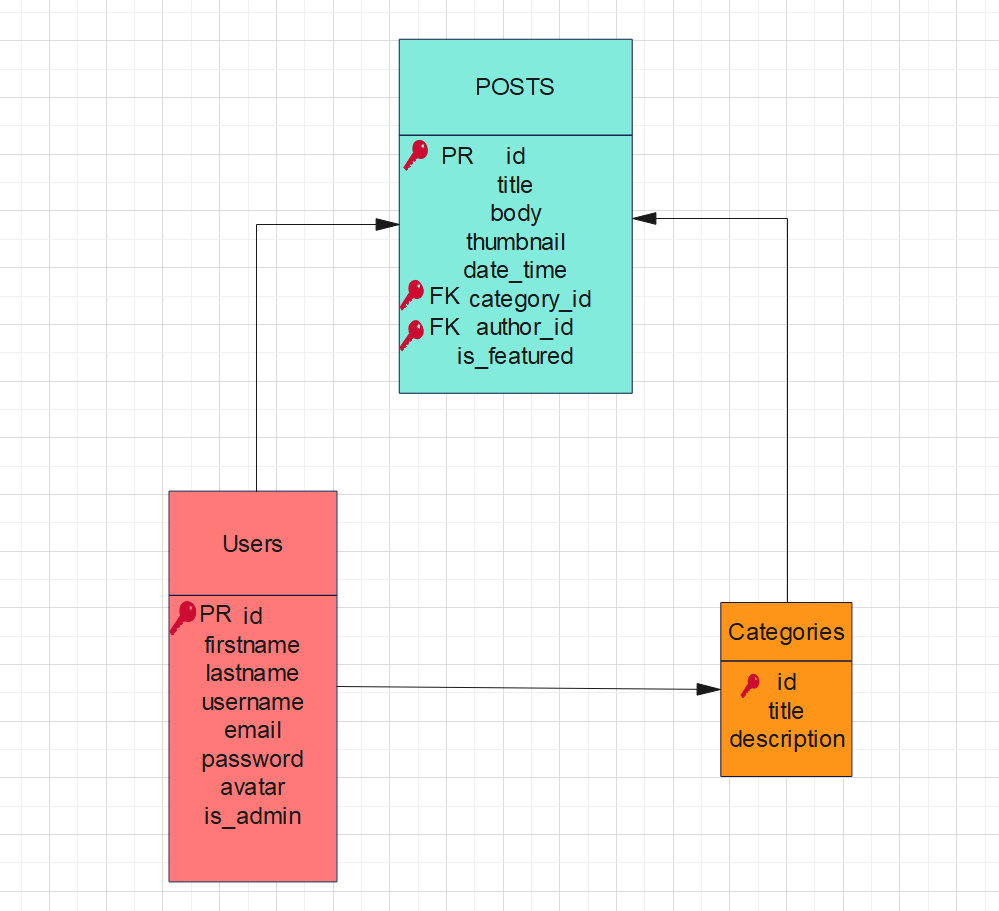 POSTS
PR id
title
body
thumbnail
date_time
FK category_id
FK author_id
is_featured
Users
PR id
firstname
lastname
username
email
password
avatar
is_admin
Categories
id
title
description